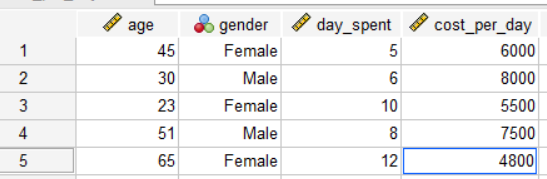 age gender day_spent cost_per_day
1 45 Female 5 6000
2 30 Male 6 8000
3 23 Female 10 5500
4 51 Male 8 7500
5 65 Female 12 4800